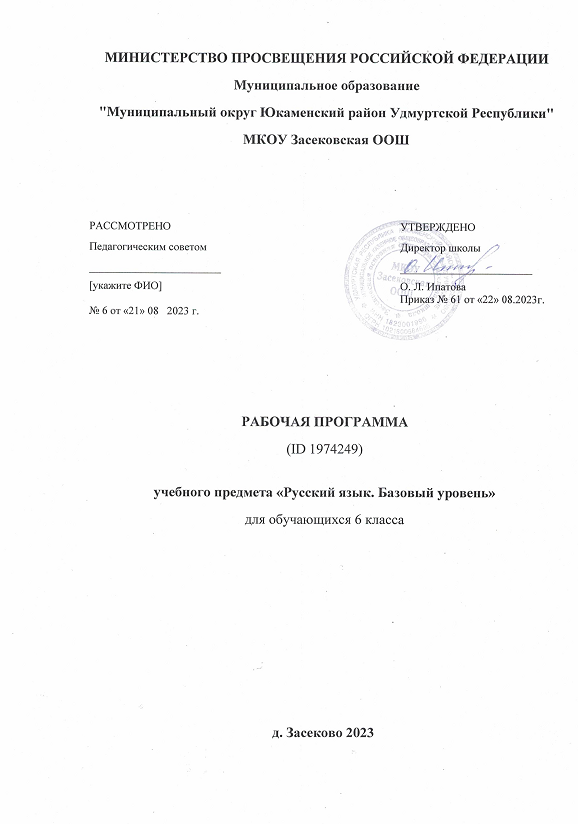 МИНИСТЕРСТВО ПРОСВЕЩЕНИЯ РОССИЙСКОЙ ФЕДЕРАЦИИ
Муниципальное образование
"Муниципальный округ Юкаменский район Удмуртской Республики"
МКОУ Засековская ООШ
РАССМОТРЕНО
Педагогическим советом
[укажите ФИО]
№ 6 от «21» 08 2023 г.
УТВЕРЖДЕНО
Директор школы
О. Л. Ипатова
Приказ № 61 от «22» 08.2023г.
РАБОЧАЯ ПРОГРАММА
(ID 1974249)
учебного предмета «Русский язык. Базовый уровень»
для обучающихся 6 класса
д. Засеково 2023